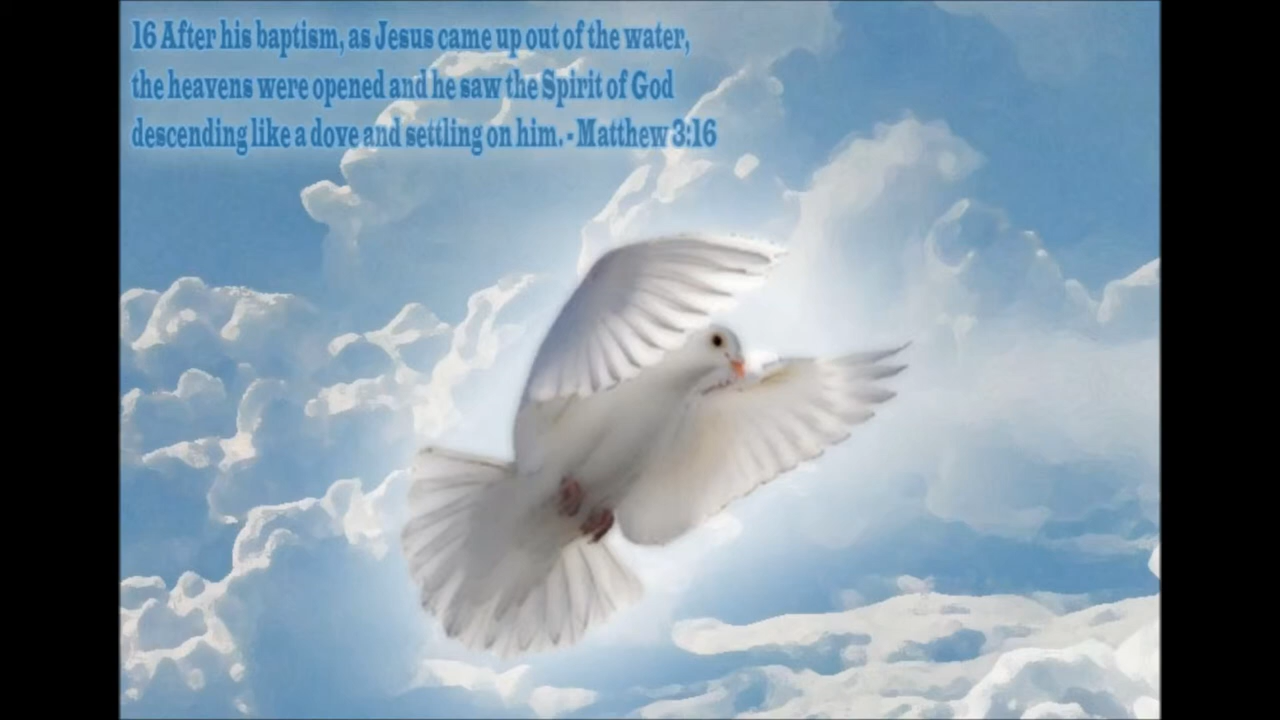 16 After his baptism, as Jesus came up out of the water,
the heavens were opened and he saw the Spirit of God
descending like a dove and settling on him. - Matthew 3:16